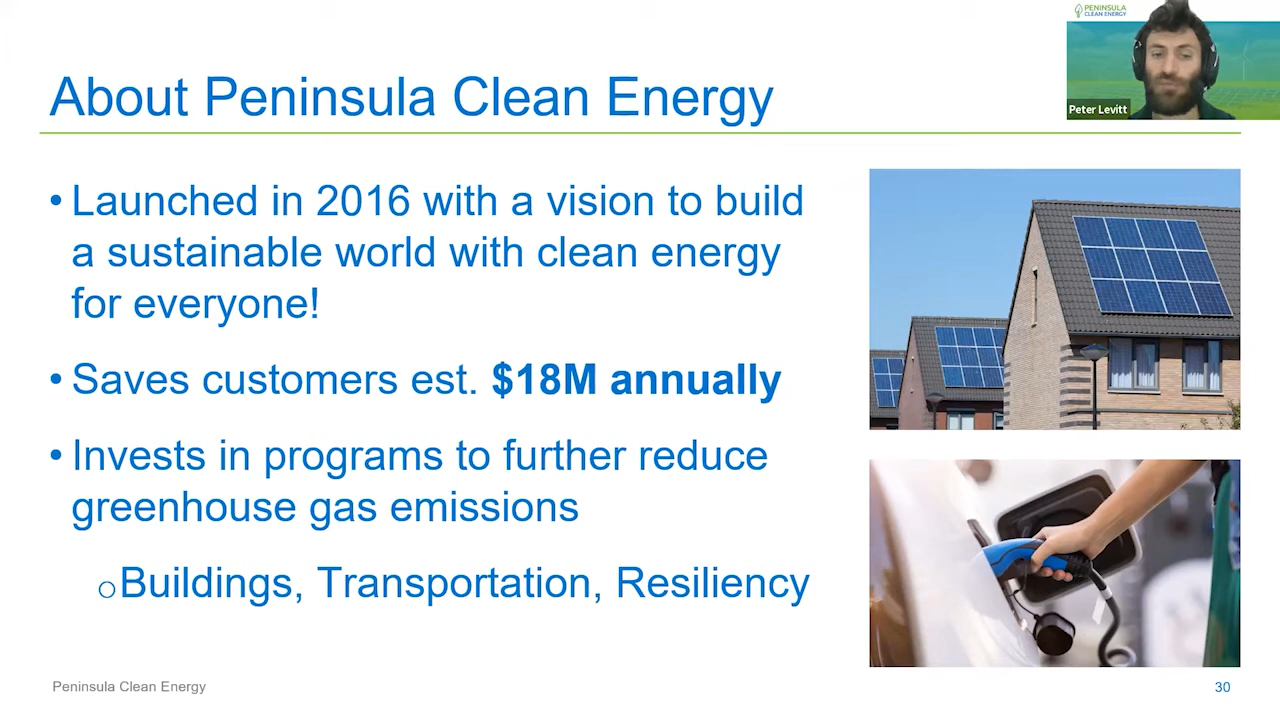 PENINSULA
CLEAN ENERGY
Peter Levitt
About Peninsula Clean Energy
• Launched in 2016 with a vision to build
a sustainable world with clean energy
for everyone!
• Saves customers est. $18M annually
• Invests in programs to further reduce
greenhouse gas emissions
o Buildings, Transportation, Resiliency
Peninsula Clean Energy
30